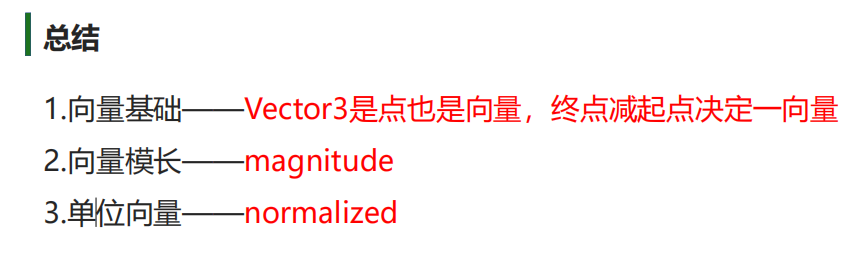 总结
1.向量基础——Vector3是点也是向量，终点减起点决定一向量
2.向量模长——magnitude
3.单位向量——normalized